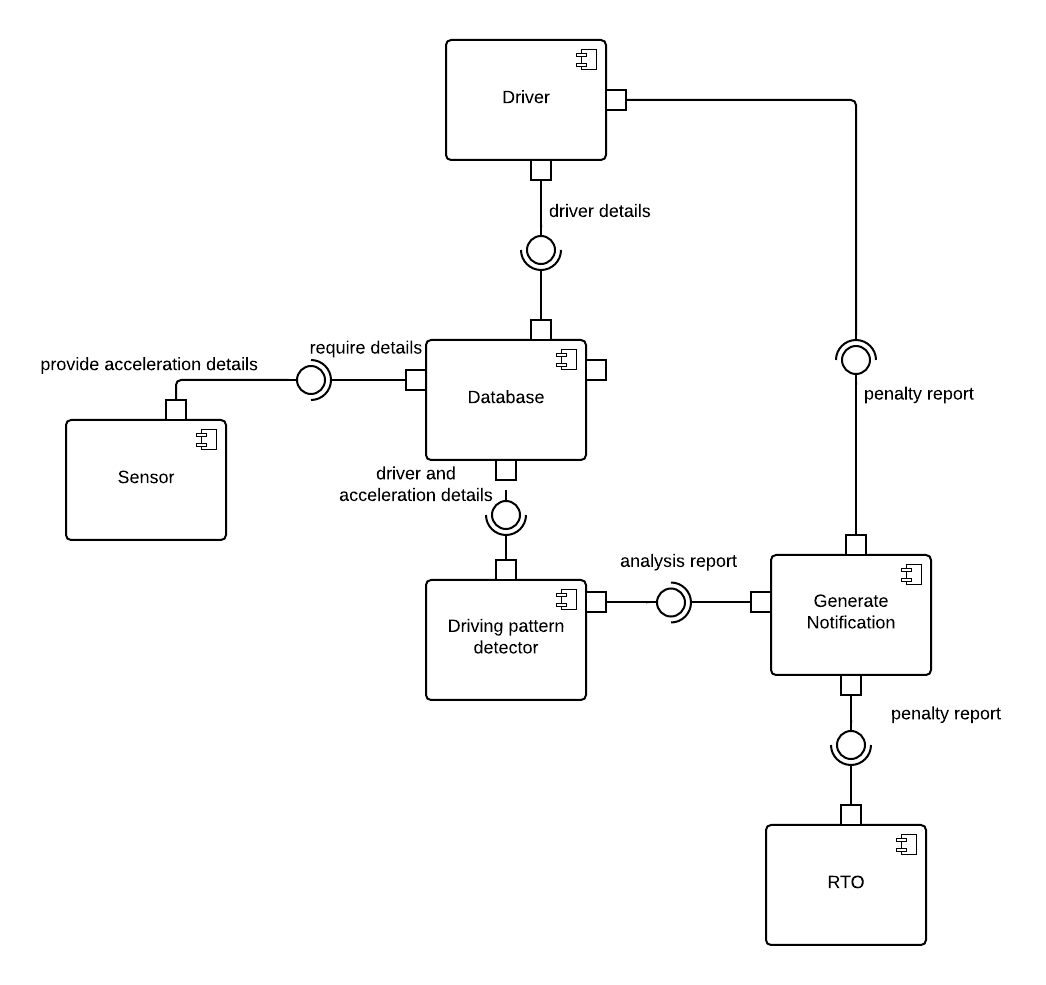 Driver
driver details
require details
provide acceleration details
Database
Sensor
driver and
acceleration details
penalty report
analysis report
Generate
Notification
Driving pattern
detector
penalty report
RTO